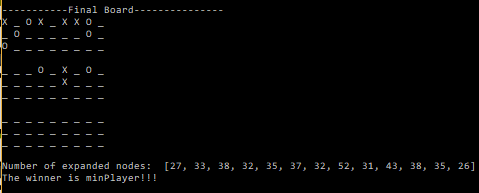 -----------Final Board---------------
X _ O X _ X X O _
_ O _ _ _ _ _ O _
O _ _ _ _ _ _ _ _
_ _ _ O _ X _ O _
_ _ _ _ _ X _ _ _
_ _ _ _ _ _ _ _ _
_ _ _ _ _ _ _ _ _
_ _ _ _ _ _ _ _ _
_ _ _ _ _ _ _ _ _
Number of expanded nodes:  [27, 33, 38, 32, 35, 37, 32, 52, 31, 43, 38, 35, 26]
The winner is minPlayer!!!